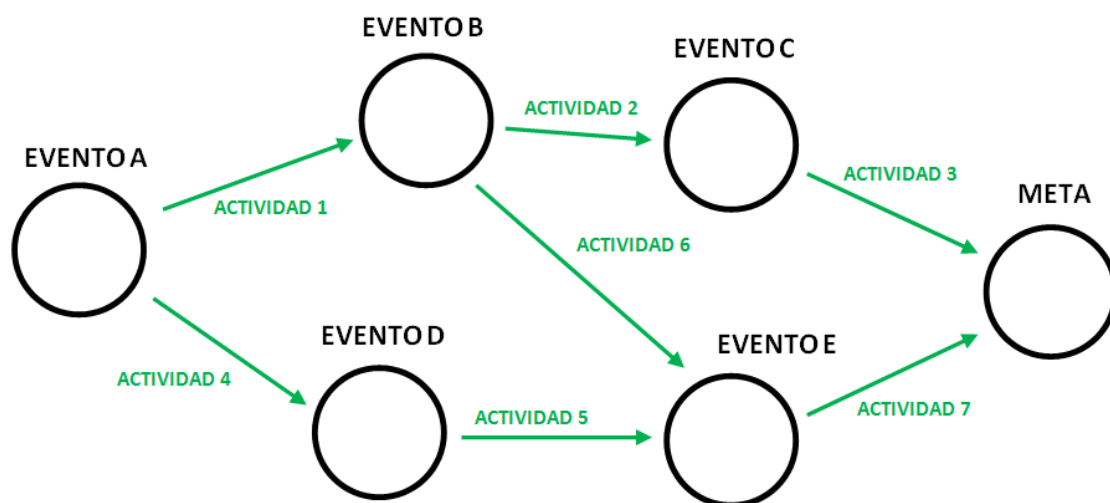 EVENTO B
EVENTO C
ACTIVIDAD 2
EVENTO A
ACTIVIDAD 3
META
ACTIVIDAD 1
ACTIVIDAD 6
EVENTO D
EVENTO E
ACTIVIDAD 4
ACTIVIDAD 5
ACTIVIDAD 7